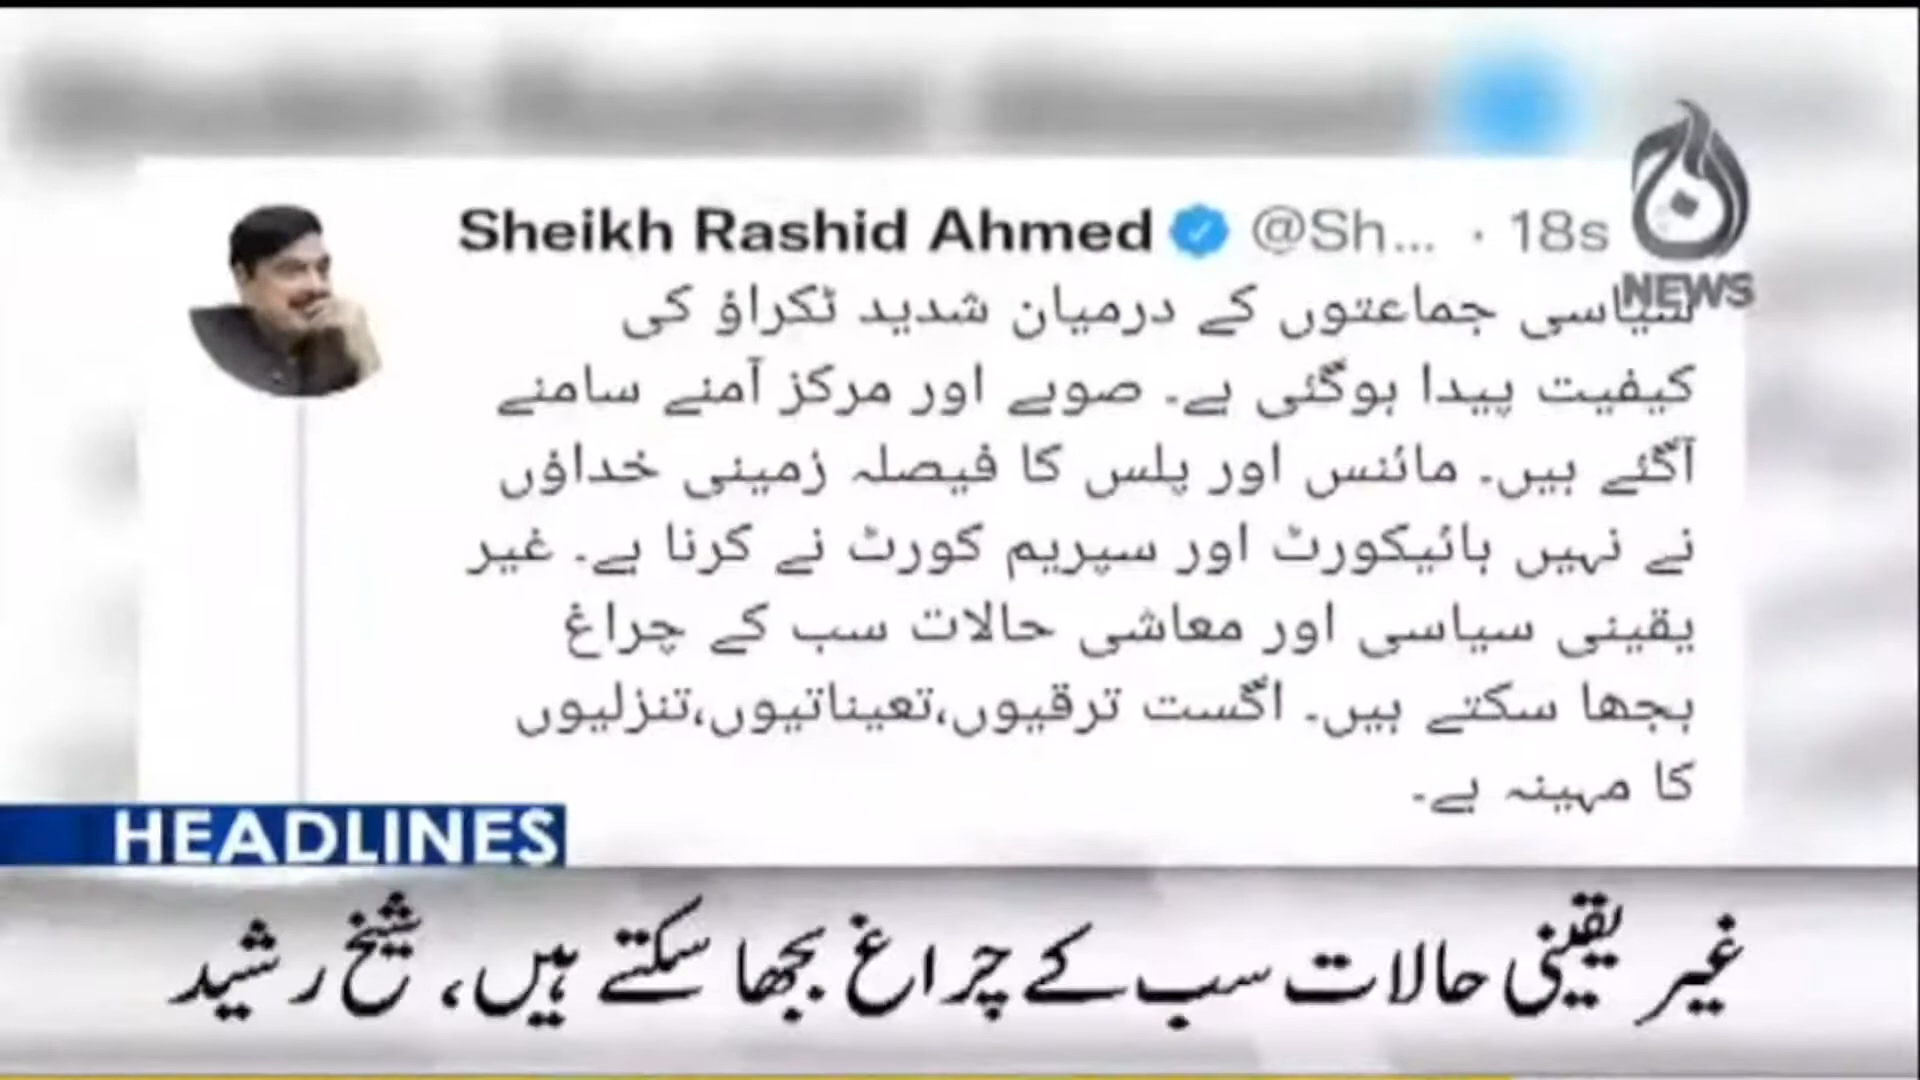 Sheikh Rashid Ahmed @Sh... · 18s
سیاسی جماعتوں کے درمیان شدید ٹکراؤ کی
کیفیت پیدا ہوگئی ہے۔ صوبے اور مرکز آمنے سامنے
آگئے ہیں۔ مائنس اور پلس کا فیصلہ زمینی خداؤں
نے نہیں ہائیکورٹ اور سپریم کورٹ نے کرنا ہے۔ غیر
یقینی سیاسی اور معاشی حالات سب کے چراغ
بجھا سکتے ہیں۔ اگست ترقیوں،تعیناتیوں،تنزلیوں
کا مہینہ ہے۔
آج
NEWS
HEADLINES
غیر یقینی حالات سب کے چراغ بجھا سکتے ہیں، شیخ رشید